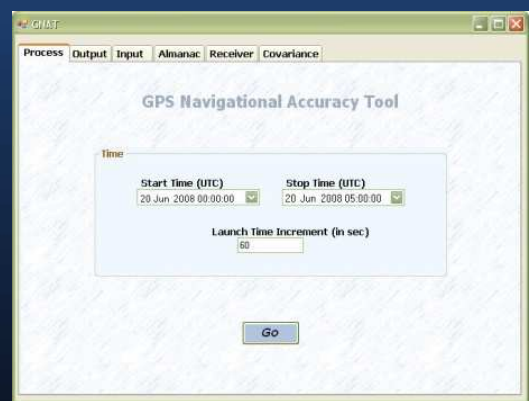 GNAT
Process Output Input Almanac Receiver Covariance
GPS Navigational Accuracy Tool
Time
Start Time (UTC) Stop Time (UTC)
20 Jun 2008 00:00:00 20 Jun 2008 05:00:00
Launch Time Increment (in sec)
60
Go